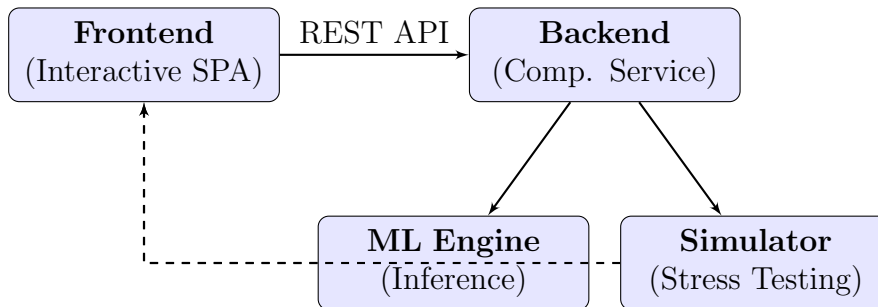 Frontend
(Interactive SPA)
REST API
Backend
(Comp. Service)
ML Engine
(Inference)
Simulator
(Stress Testing)